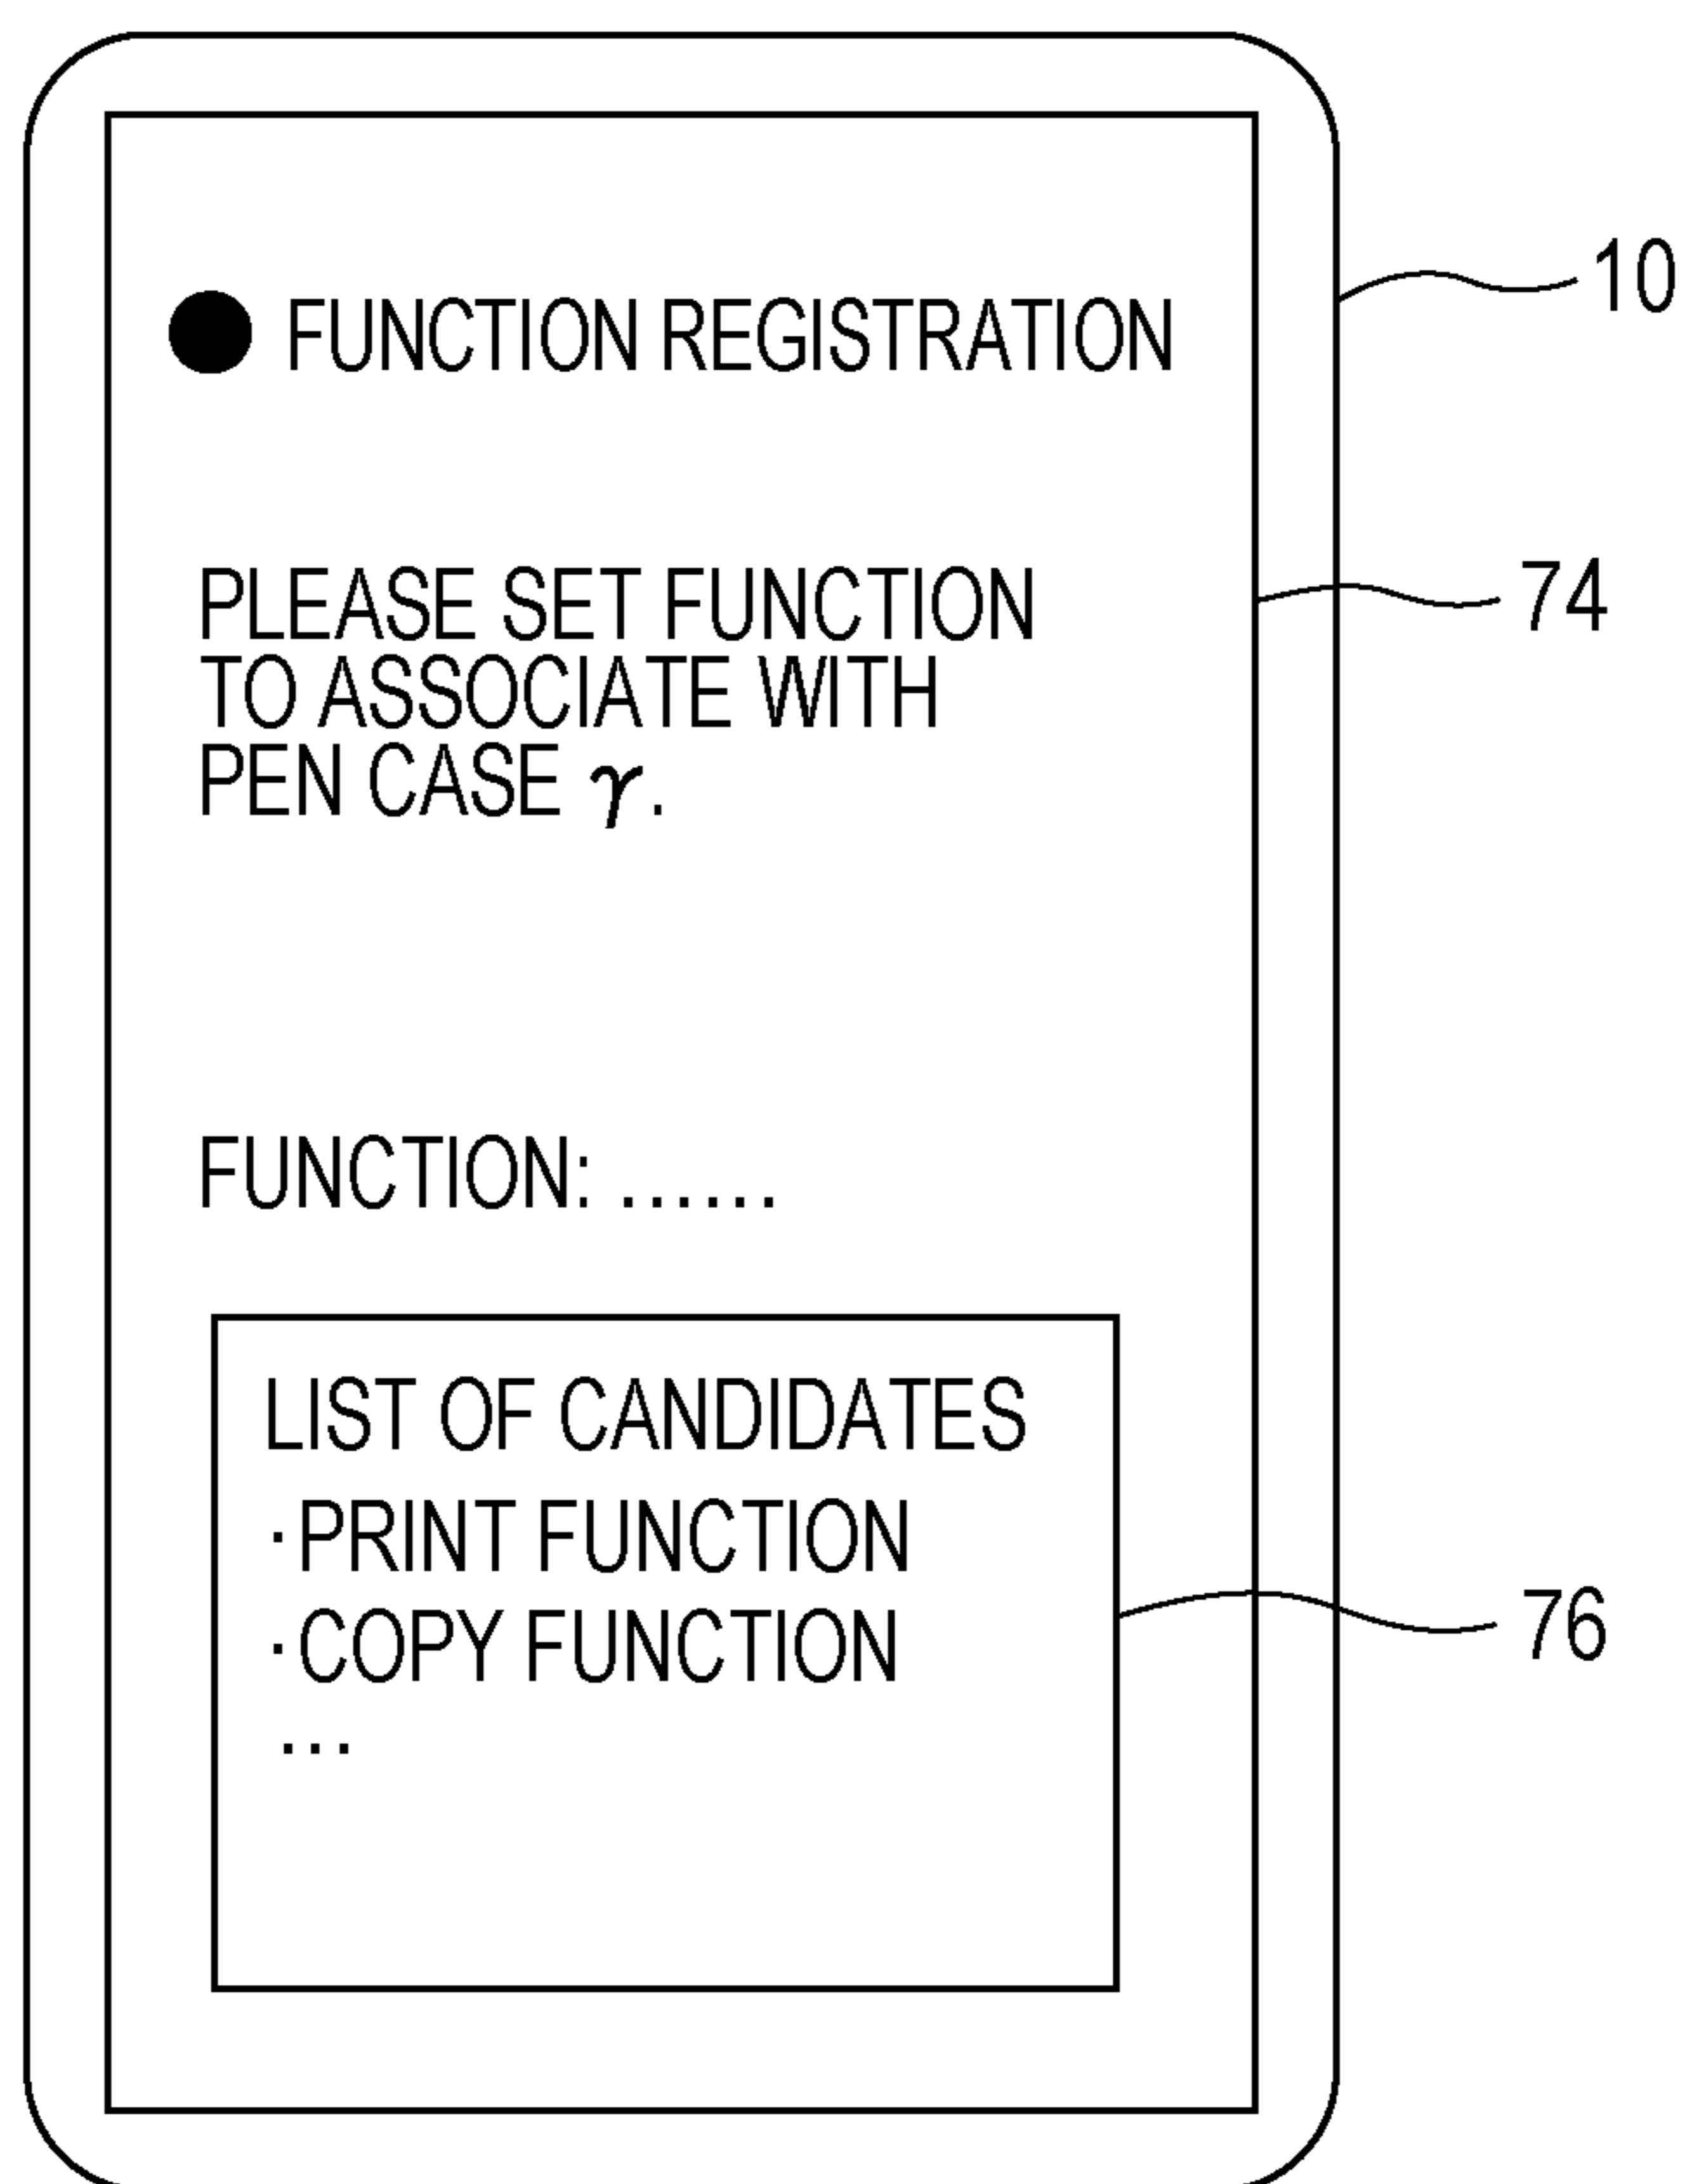 ● FUNCTION REGISTRATION
10
PLEASE SET FUNCTION
TO ASSOCIATE WITH
PEN CASE γ.
74
FUNCTION: ......
LIST OF CANDIDATES
·PRINT FUNCTION
·COPY FUNCTION
...
76